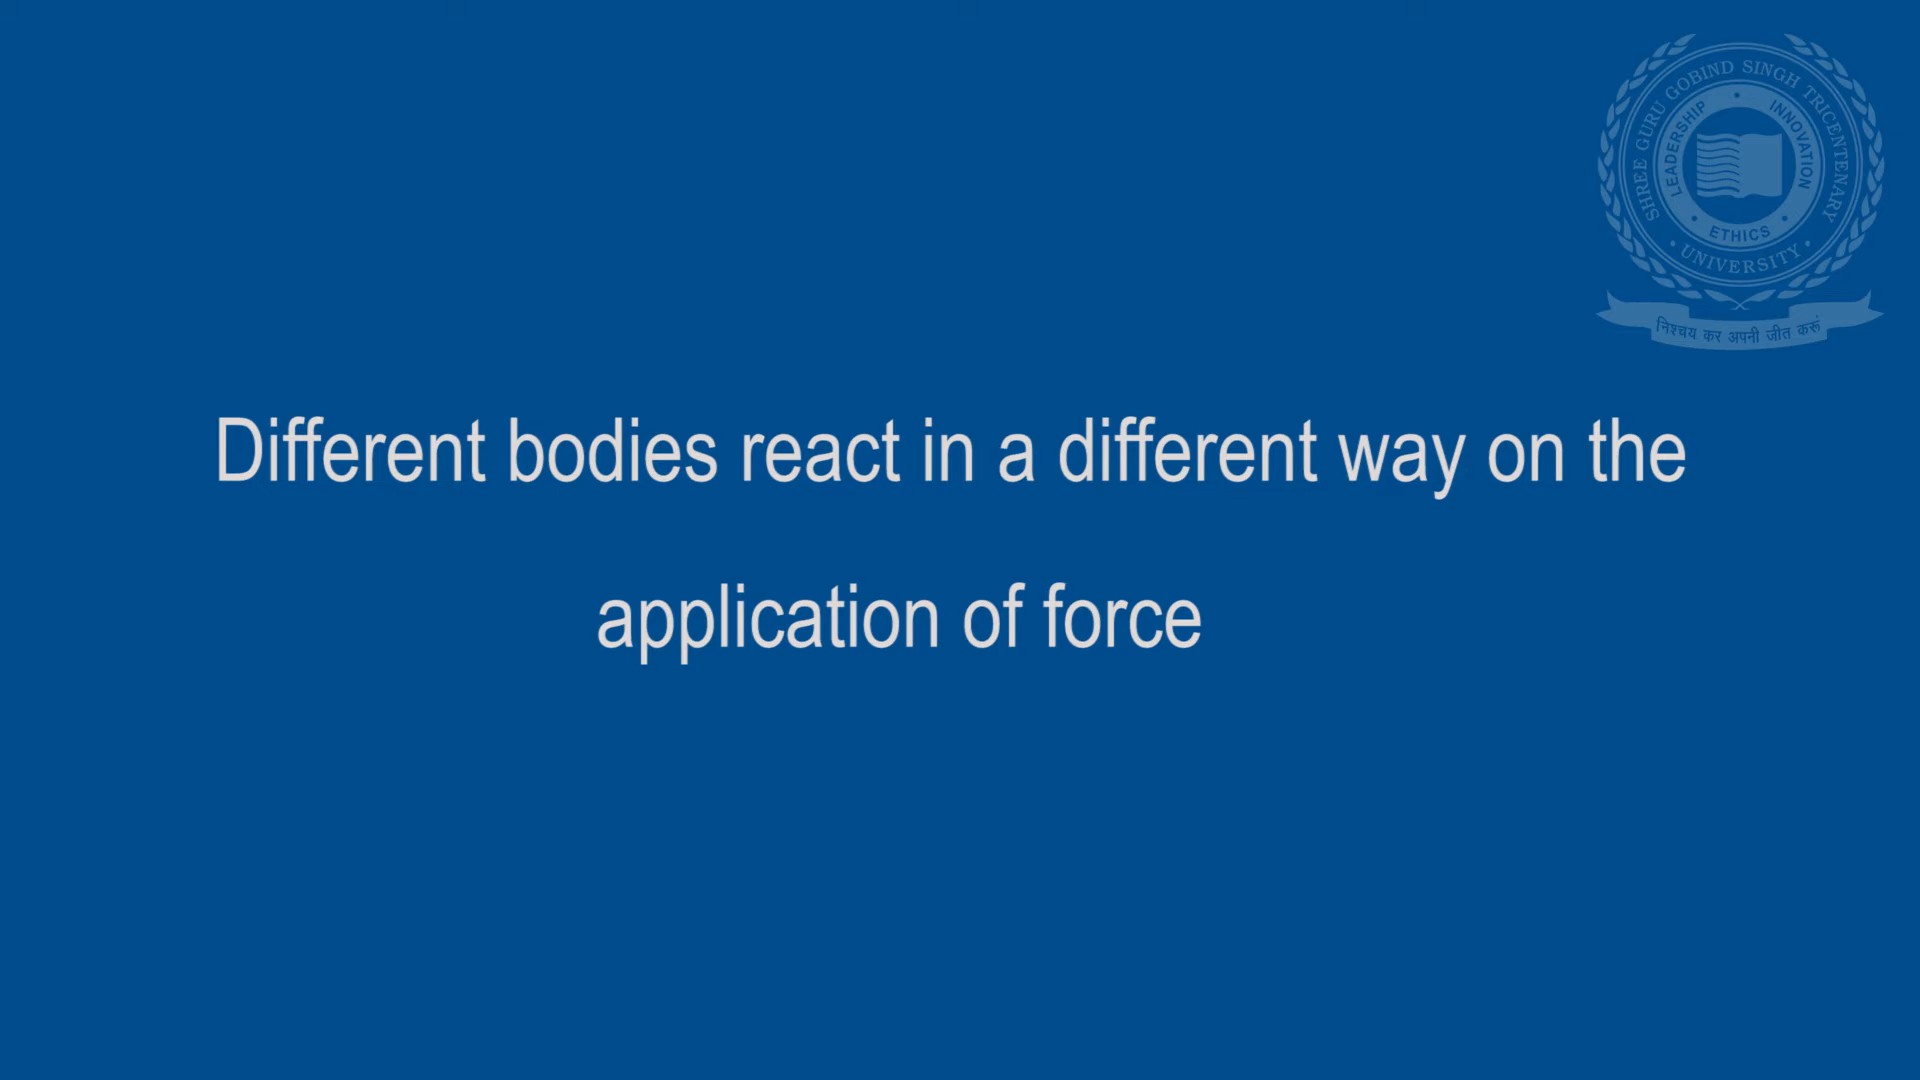 SHREE GURU GOBIND SINGH TRICENTENARY
UNIVERSITY
LEADERSHIP
INNOVATION
ETHICS
निश्चय कर अपनी जीत करूं
Different bodies react in a different way on the
application of force